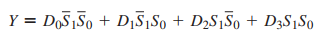 Y = D₀S̅₁S̅₀ + D₁S̅₁S₀ + D₂S₁S̅₀ + D₃S₁S₀